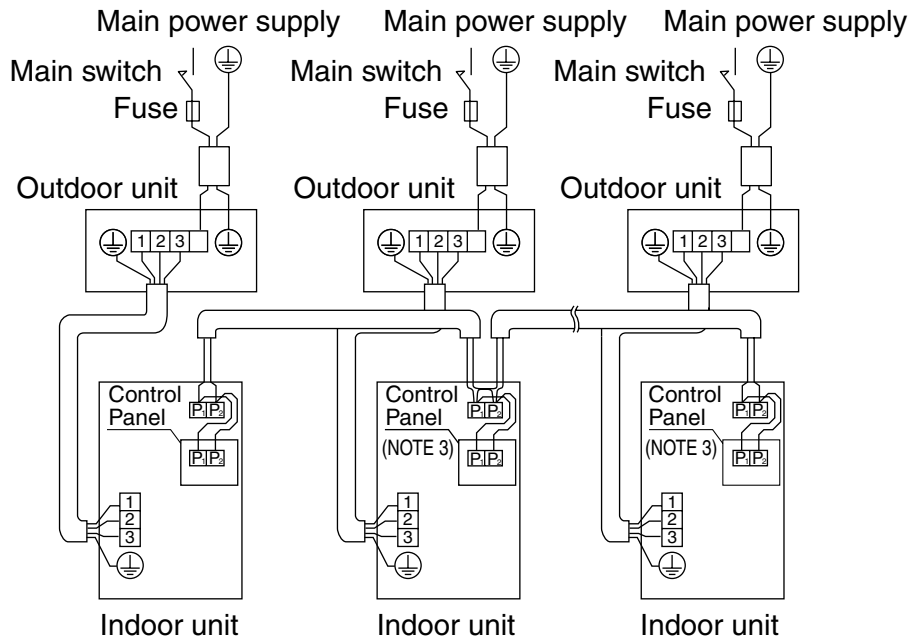 Main power supply Main power supply Main power supply
Main switch Main switch Main switch
Fuse Fuse Fuse
Outdoor unit Outdoor unit Outdoor unit
1 2 3 1 2 3 1 2 3
Control Panel
P1 P2
P1 P2
Control Panel
(NOTE 3)
P1 P2
P1 P2
Control Panel
(NOTE 3)
P1 P2
P1 P2
1 1 1
2 2 2
3 3 3
Indoor unit Indoor unit Indoor unit